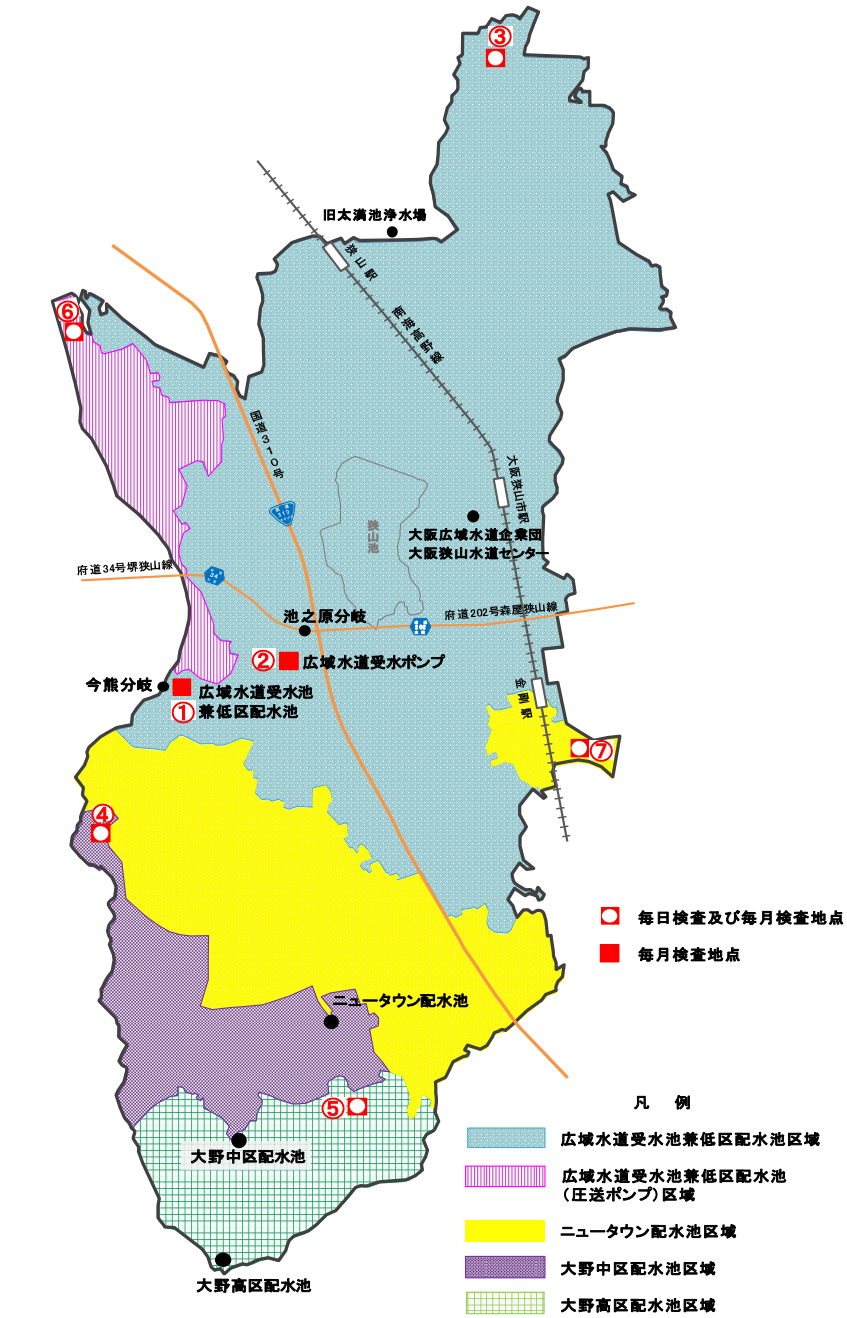 ③
旧太満池浄水場
狭山駅
南海高野線
⑥
国道310号
310
大阪狭山市駅
狭山池
大阪広域水道企業団
大阪狭山水道センター
府道34号堺狭山線
34
府道202号森屋狭山線
池之原分岐
②
広域水道受水ポンプ
今熊分岐
広域水道受水池
①
兼低区配水池
金剛駅
⑦
④
毎日検査及び毎月検査地点
毎月検査地点
ニュータウン配水池
⑤
大野中区配水池
大野高区配水池
凡 例
広域水道受水池兼低区配水池区域
広域水道受水池兼低区配水池
(圧送ポンプ)区域
ニュータウン配水池区域
大野中区配水池区域
大野高区配水池区域